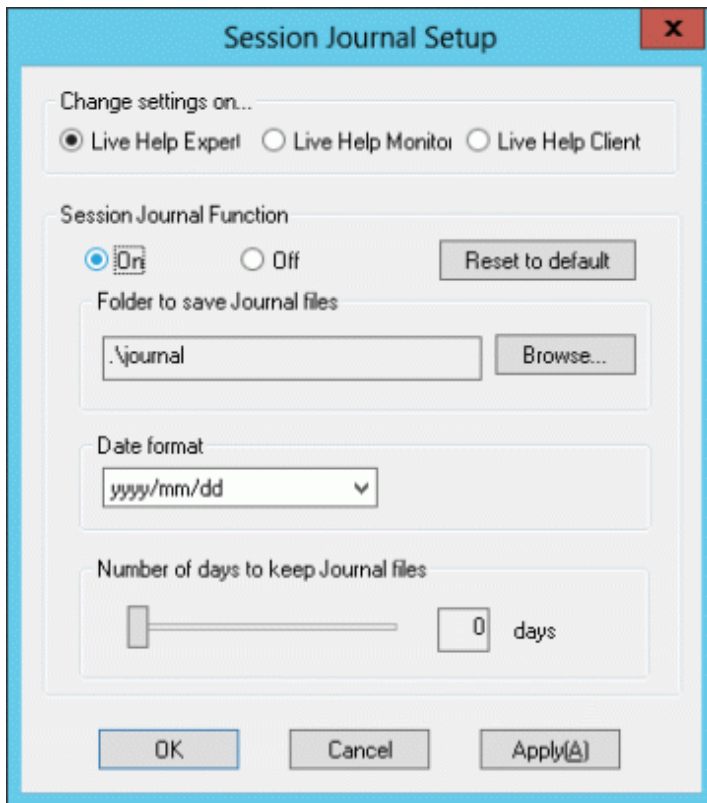 Session Journal Setup
x
Change settings on...
Live Help Expert Live Help Monitor Live Help Client
Session Journal Function
On Off Reset to default
Folder to save Journal files
.\journal Browse...
Date format
yyyy/mm/dd
Number of days to keep Journal files
0 days
OK Cancel Apply(A)